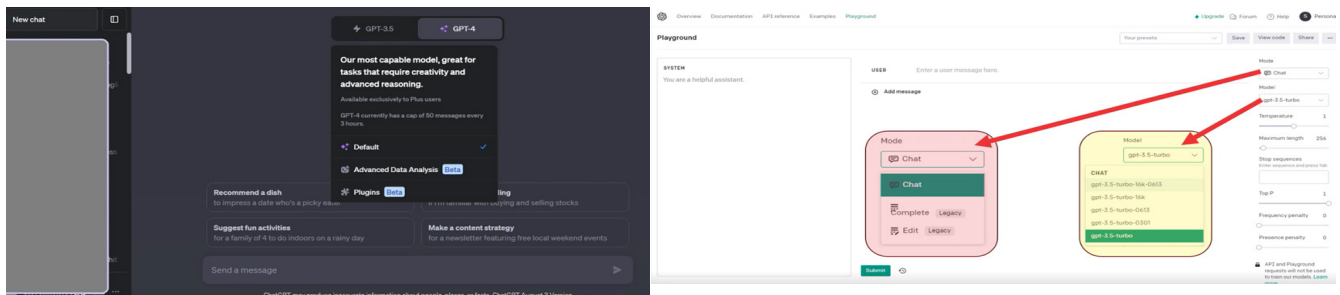 New chat
GPT-3.5
GPT-4
Our most capable model, great for
tasks that require creativity and
advanced reasoning.
Available exclusively to Plus users
GPT-4 currently has a cap of 50 messages every
3 hours.
Default
Advanced Data Analysis Beta
Plugins Beta
Recommend a dish
to impress a date who's a picky
Suggest fun activities
for a family of 4 to do indoors on a rainy day
buying and selling stocks
Make a content strategy
for a newsletter featuring free local weekend events
Send a message
Overview Documentation API reference Examples Playground
Upgrade Forum Help S Persona
Playground
Your presets
Save View code Share ...
SYSTEM
You are a helpful assistant.
USER Enter a user message here.
Add message
Mode
Chat
Chat
Complete Legacy
Edit Legacy
Model
gpt-3.5-turbo
CHAT
gpt-3.5-turbo-16k-0613
gpt-3.5-turbo-16k
gpt-3.5-turbo-0613
gpt-3.5-turbo-0301
gpt-3.5-turbo
Submit
Mode
Chat
Model
gpt-3.5-turbo
Temperature 1
Maximum length 256
Stop sequences
Enter sequence and press Tab
Top P 1
Frequency penalty 0
Presence penalty 0
API and Playground
requests will not be used
to train our models. Learn
more